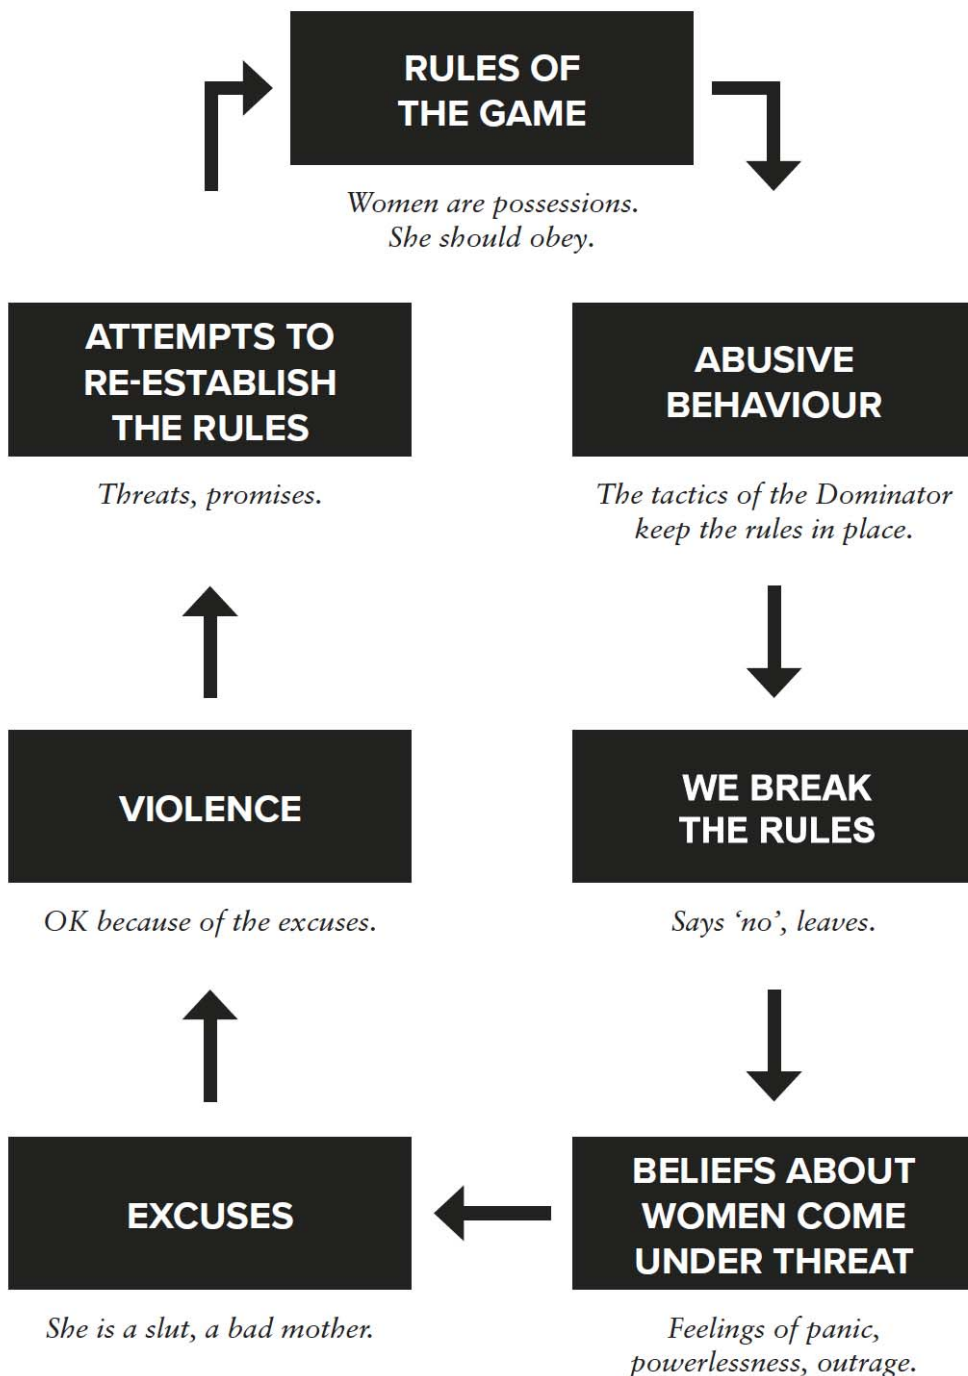 RULES OF
THE GAME
Women are possessions.
She should obey.
ABUSIVE
BEHAVIOUR
The tactics of the Dominator
keep the rules in place.
WE BREAK
THE RULES
Says ‘no’, leaves.
BELIEFS ABOUT
WOMEN COME
UNDER THREAT
Feelings of panic,
powerlessness, outrage.
EXCUSES
She is a slut, a bad mother.
VIOLENCE
OK because of the excuses.
ATTEMPTS TO
RE-ESTABLISH
THE RULES
Threats, promises.